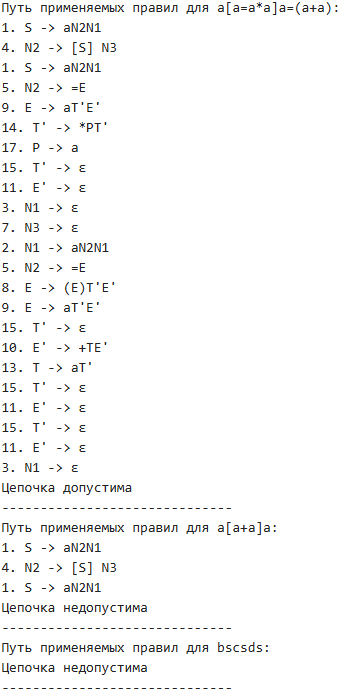 Путь применяемых правил для a[a=a*a]a=(a+a):
1. S -> aN2N1
4. N2 -> [S] N3
1. S -> aN2N1
5. N2 -> =E
9. E -> aT'E'
14. T' -> *PT'
17. P -> a
15. T' -> ε
11. E' -> ε
3. N1 -> ε
7. N3 -> ε
2. N1 -> aN2N1
5. N2 -> =E
8. E -> (E)T'E'
9. E -> aT'E'
15. T' -> ε
10. E' -> +TE'
13. T -> aT'
15. T' -> ε
11. E' -> ε
15. T' -> ε
11. E' -> ε
3. N1 -> ε
Цепочка допустима
------------------------------
Путь применяемых правил для a[a+a]a:
1. S -> aN2N1
4. N2 -> [S] N3
1. S -> aN2N1
Цепочка недопустима
------------------------------
Путь применяемых правил для bscsds:
Цепочка недопустима
------------------------------